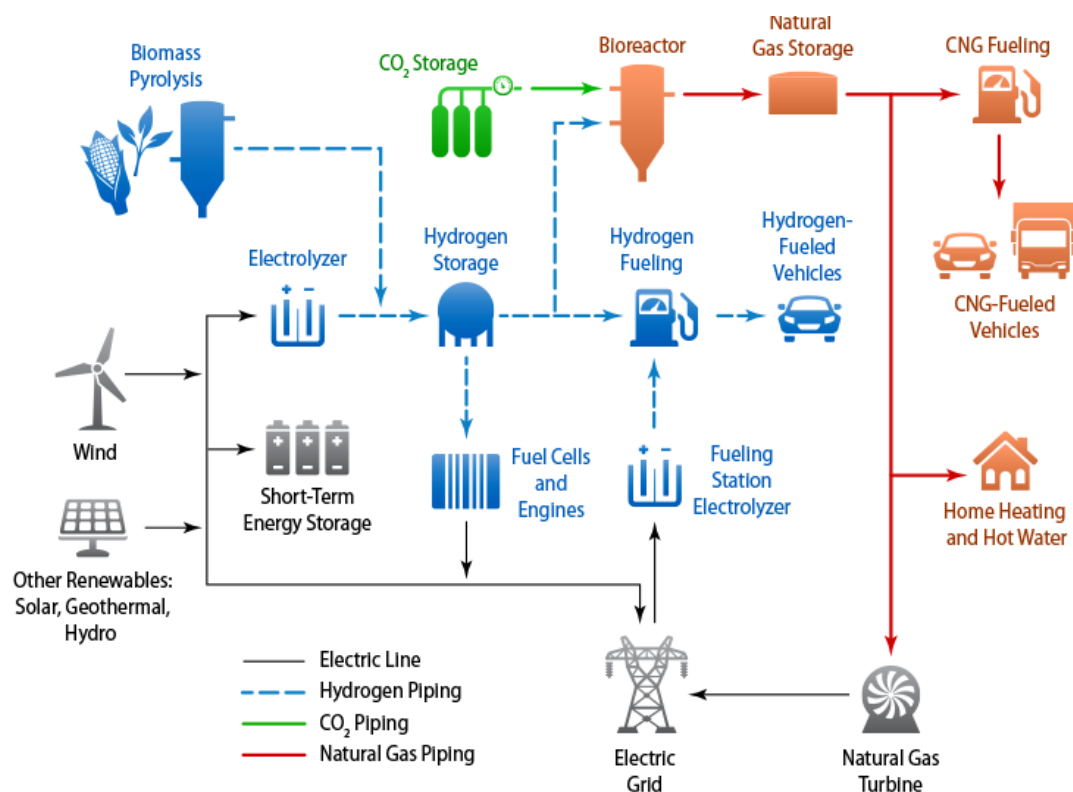 Biomass
Pyrolysis
CO₂ Storage
Bioreactor
Natural
Gas Storage
CNG Fueling
Electrolyzer
Hydrogen
Storage
Hydrogen
Fueling
Hydrogen-
Fueled
Vehicles
CNG-Fueled
Vehicles
Wind
Short-Term
Energy Storage
Fuel Cells
and
Engines
Fueling
Station
Electrolyzer
Home Heating
and Hot Water
Other Renewables:
Solar, Geothermal,
Hydro
Electric Line
Hydrogen Piping
CO₂ Piping
Natural Gas Piping
Electric
Grid
Natural Gas
Turbine